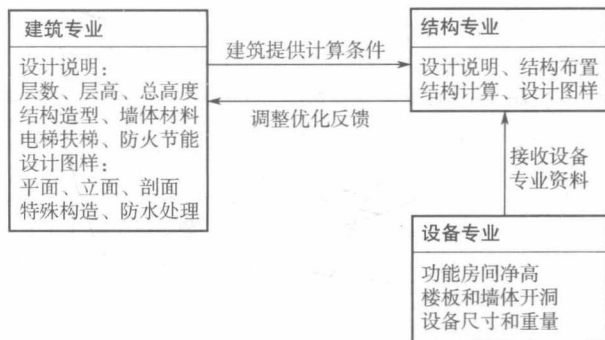 建筑专业
设计说明：
层数、层高、总高度
结构造型、墙体材料
电梯扶梯、防火节能
设计图样：
平面、立面、剖面
特殊构造、防水处理
建筑提供计算条件
调整优化反馈
结构专业
设计说明、结构布置
结构计算、设计图样
接收设备
专业资料
设备专业
功能房间净高
楼板和墙体开洞
设备尺寸和重量